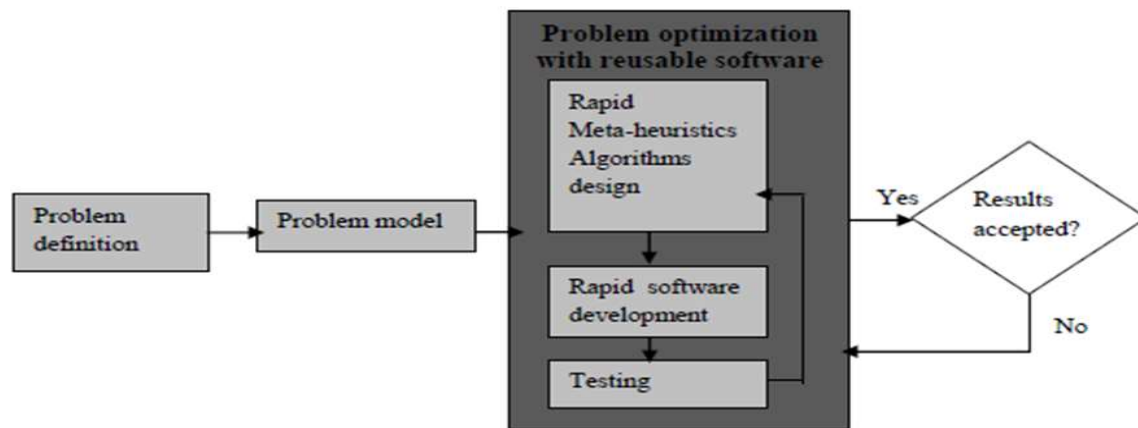 Problem
definition
Problem model
Problem optimization
with reusable software
Rapid
Meta-heuristics
Algorithms
design
Rapid software
development
Testing
Yes
Results
accepted?
No